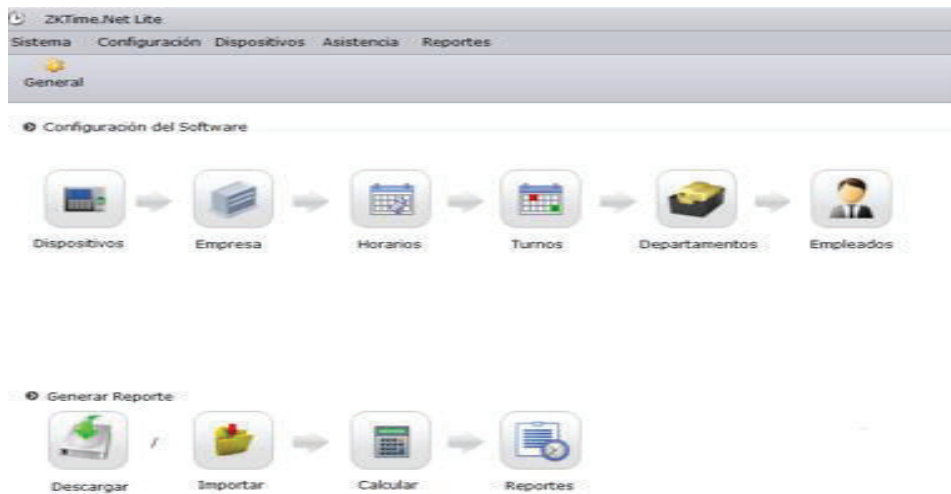 ZKTime.Net Lite
Sistema Configuración Dispositivos Asistencia Reportes
General
Configuración del Software
Dispositivos Empresa Horarios Turnos Departamentos Empleados
Generar Reporte
/
Descargar Importar Calcular Reportes